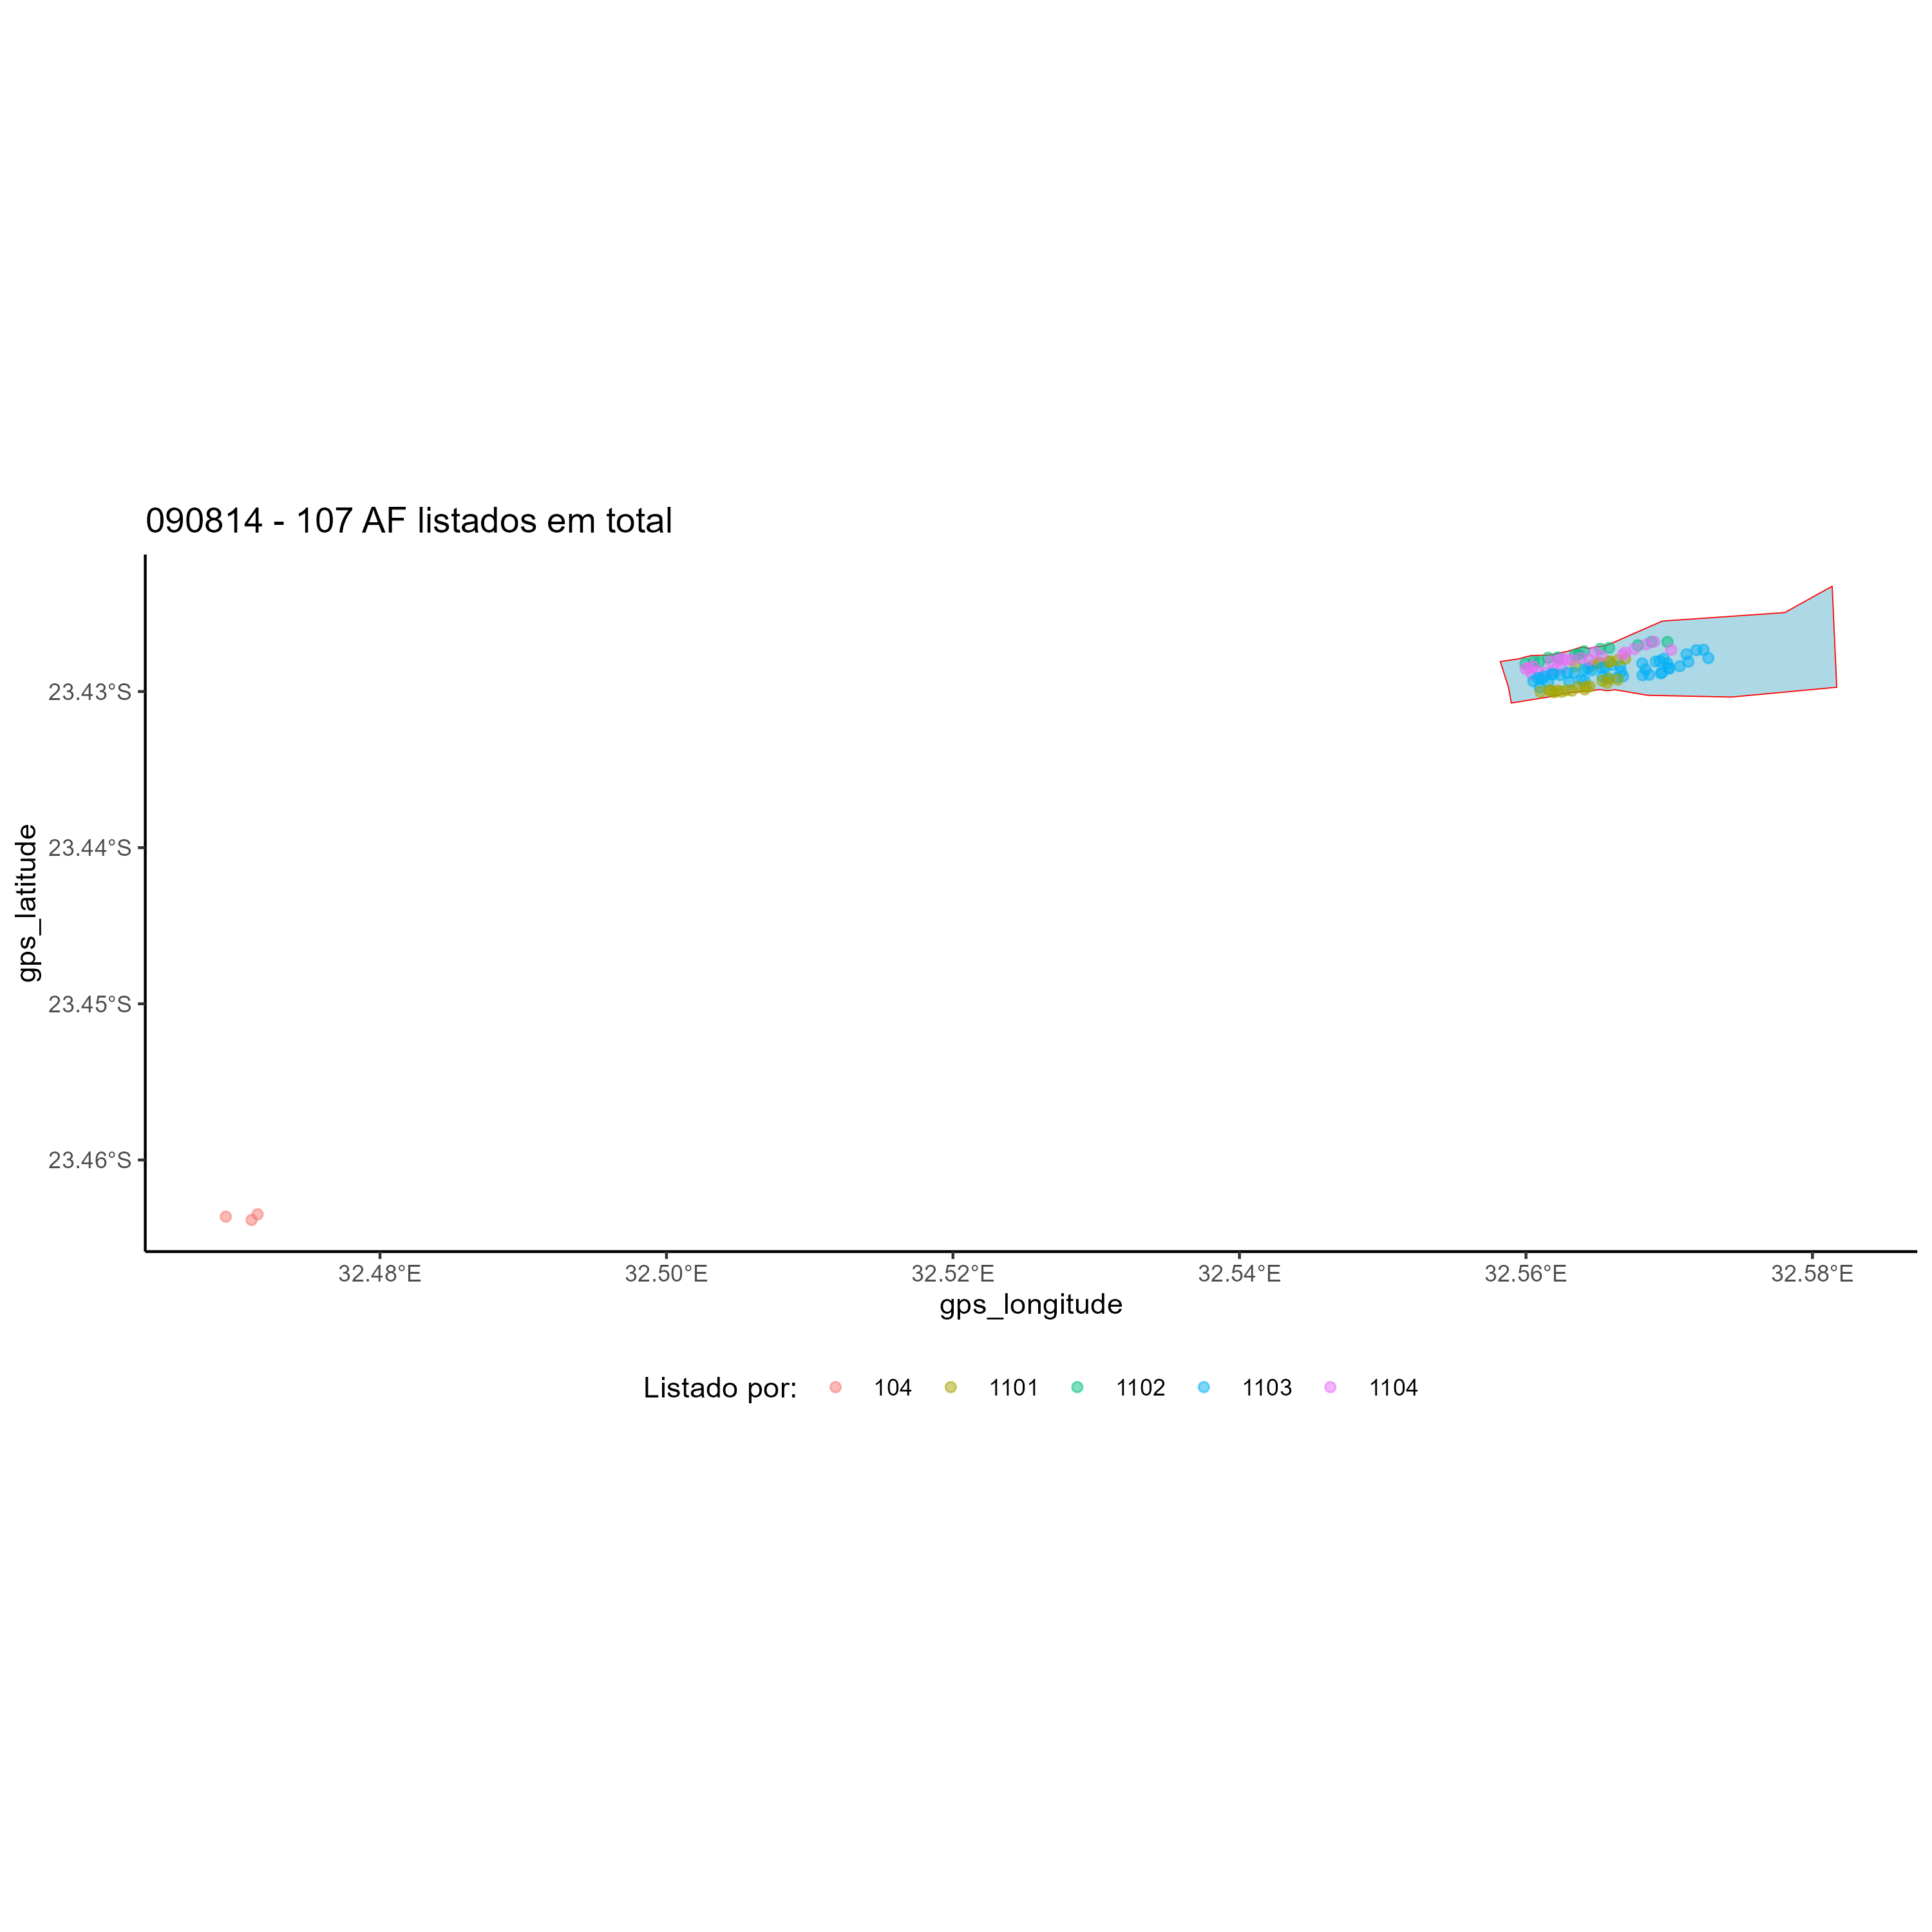 090814 - 107 AF listados em total
gps_latitude
23.43°S
23.44°S
23.45°S
23.46°S
32.48°E 32.50°E 32.52°E 32.54°E 32.56°E 32.58°E
gps_longitude
Listado por: 104 1101 1102 1103 1104